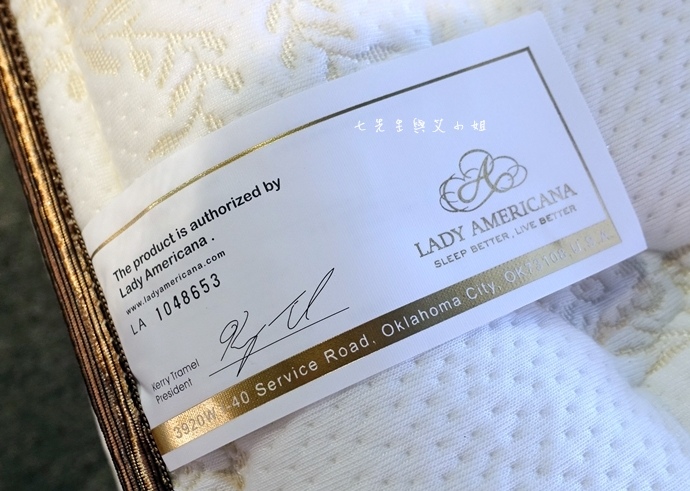 七先生與艾小姐
The product is authorized by
Lady Americana .
www.ladyamericana.com
LA 1048653
Kerry Tramel
President
A
LADY AMERICANA
SLEEP BETTER, LIVE BETTER
3920W. 40 Service Road, Oklahoma City,